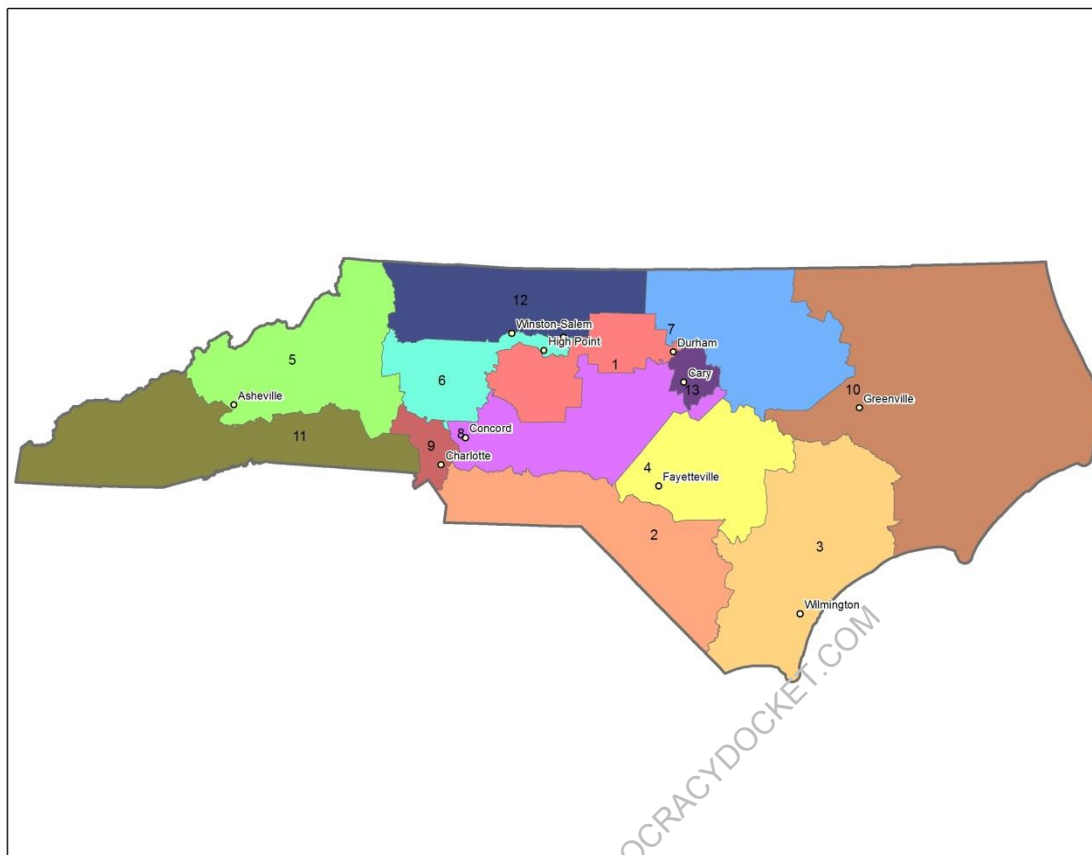 12
Winston-Salem
7
High Point
Durham
5
1
6
Cary
13
10
Asheville
Greenville
11
8
Concord
9
Charlotte
4
Fayetteville
2
3
Wilmington
OCRACYDOCKET.COM